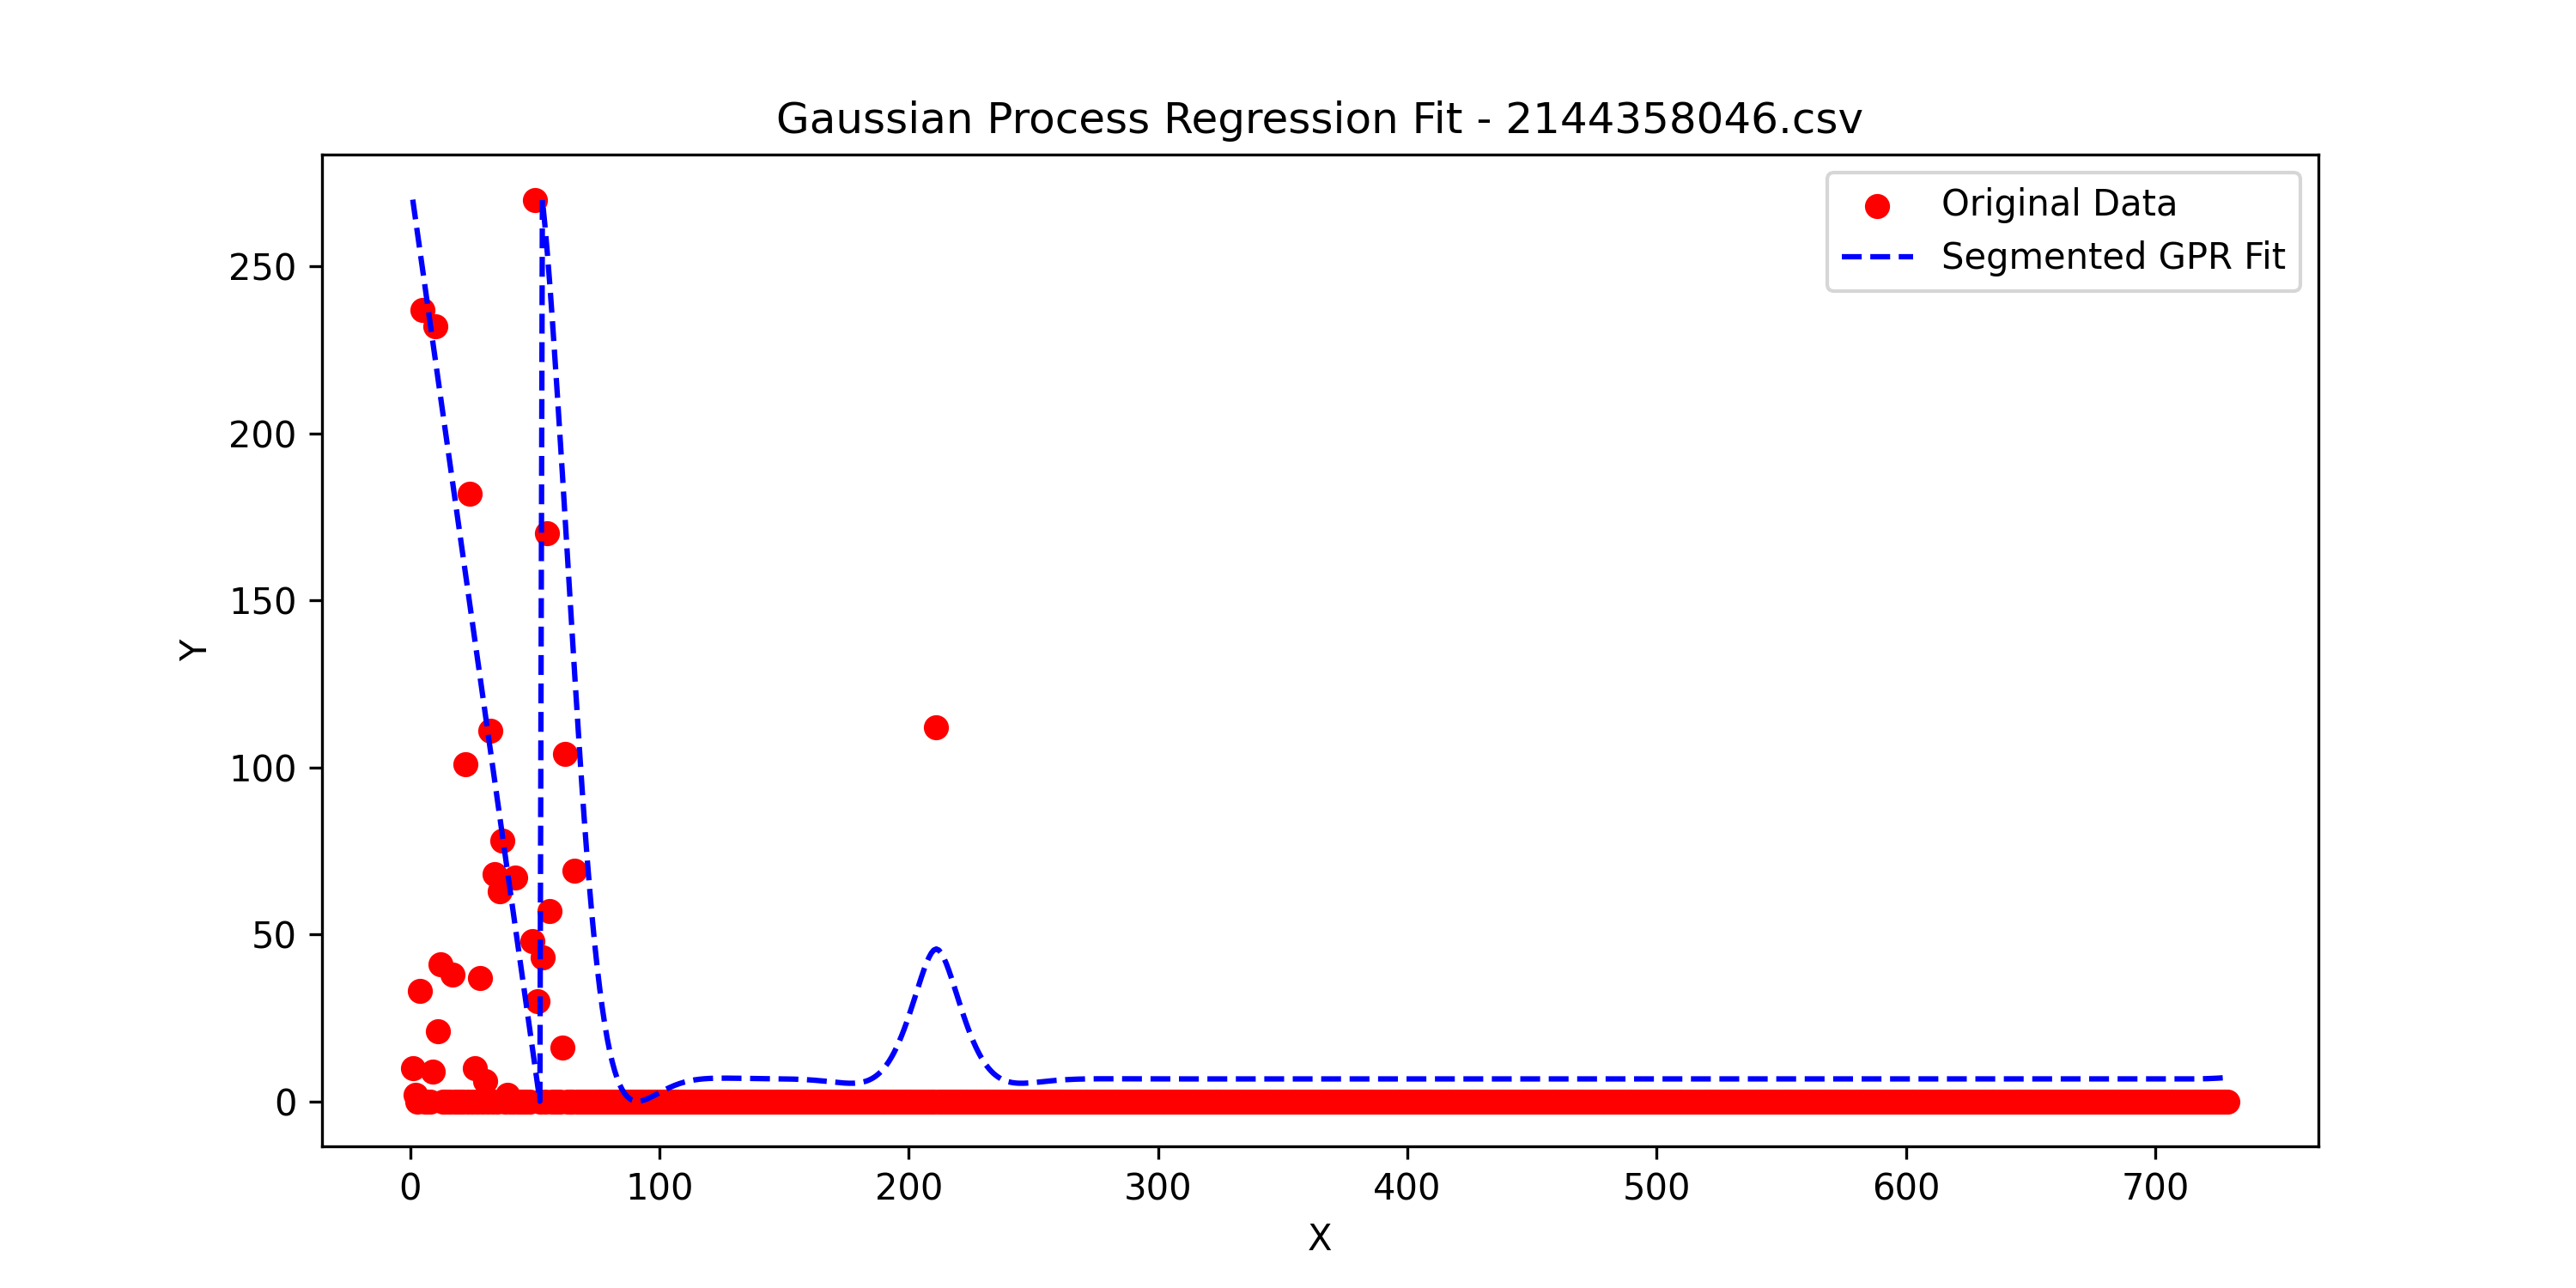 Gaussian Process Regression Fit - 2144358046.csv
Original Data
Segmented GPR Fit
250
200
150
100
50
0
Y
0 100 200 300 400 500 600 700
X